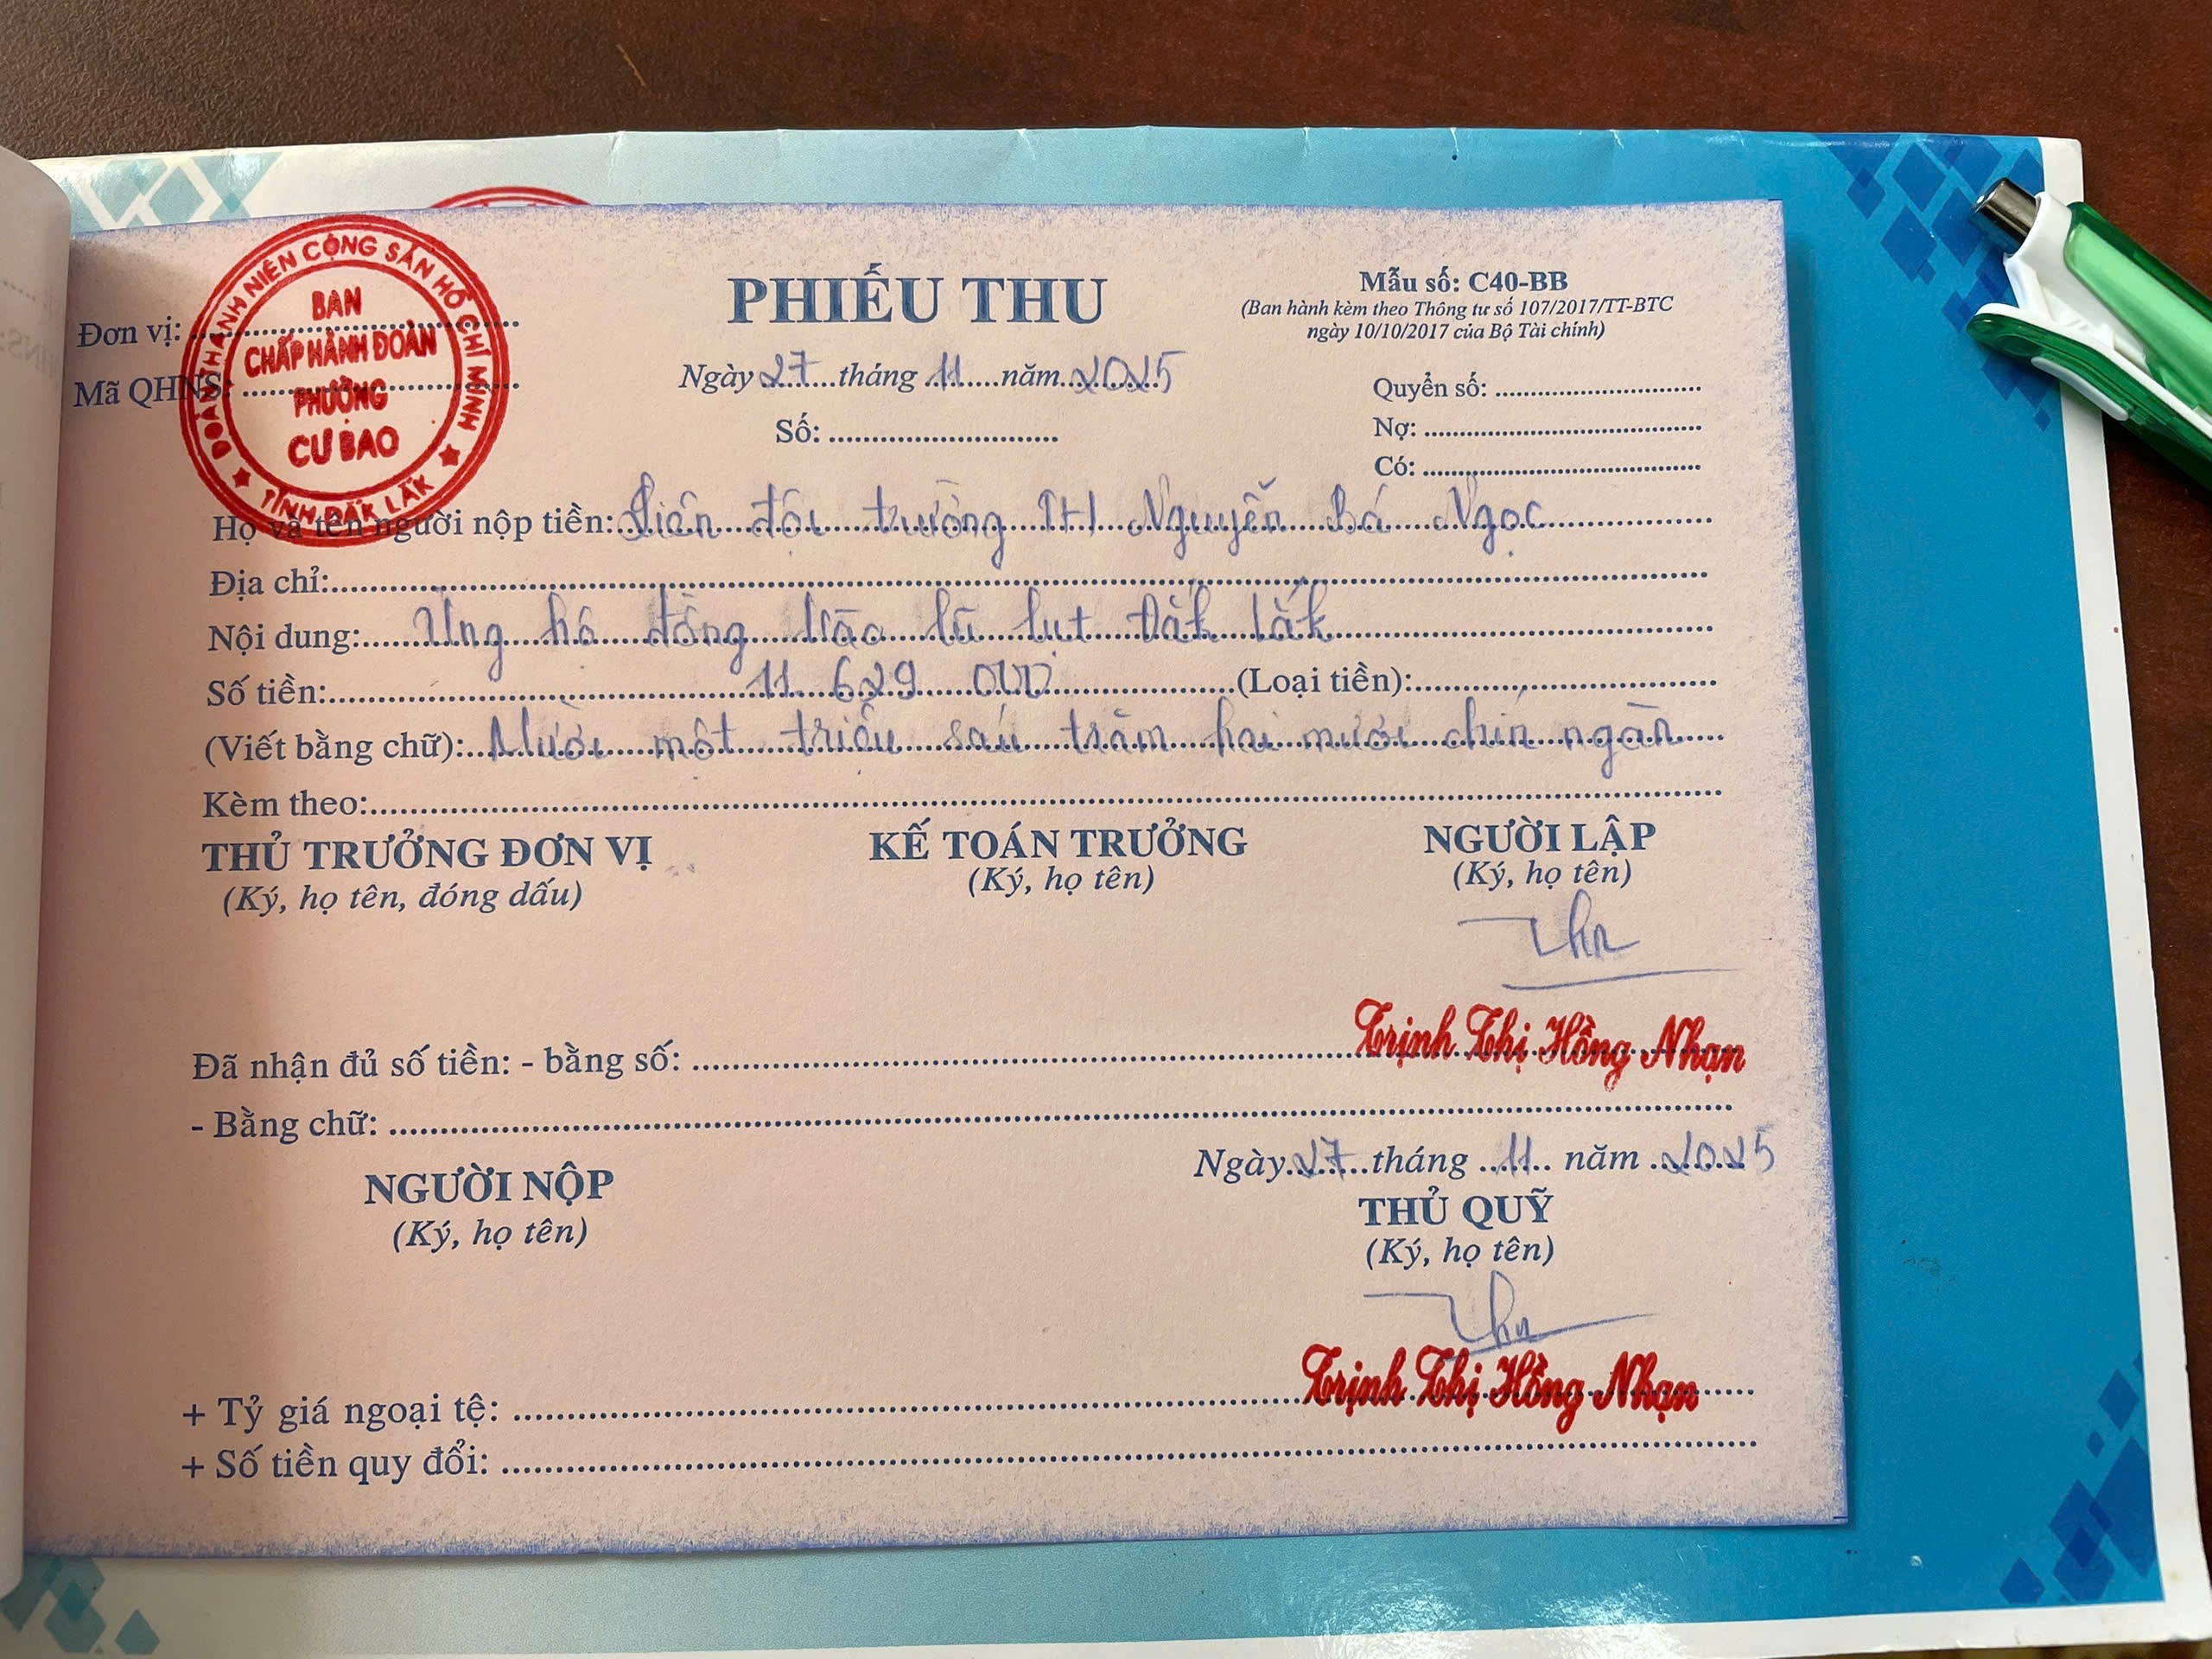 ĐOÀN THANH NIÊN CỘNG SẢN HỒ CHÍ MINH
BAN
CHẤP HÀNH ĐOÀN
PHƯỜNG
CƯ BAO
TỈNH ĐẮK LẮK
PHIẾU THU
Mẫu số: C40-BB
(Ban hành kèm theo Thông tư số 107/2017/TT-BTC
ngày 10/10/2017 của Bộ Tài chính)
Đơn vị:
Mã QHNS:
Ngày 27 tháng 11 năm 2025
Số:
Quyển số:
Nợ:
Có:
Họ và tên người nộp tiền: Liên đội trường TH Nguyễn Bá Ngọc
Địa chỉ:
Nội dung: Ủng hộ đồng bào lũ lụt Đắk Lắk
Số tiền: 11 629 000 (Loại tiền):
(Viết bằng chữ): Mười một triệu sáu trăm hai mươi chín ngàn
Kèm theo:
THỦ TRƯỞNG ĐƠN VỊ KẾ TOÁN TRƯỞNG NGƯỜI LẬP
(Ký, họ tên, đóng dấu) (Ký, họ tên) (Ký, họ tên)
Trịnh Thị Hồng Nhạn
Đã nhận đủ số tiền: - bằng số:
- Bằng chữ:
Ngày 27 tháng 11 năm 2025
NGƯỜI NỘP THỦ QUỸ
(Ký, họ tên) (Ký, họ tên)
Trịnh Thị Hồng Nhạn
+ Tỷ giá ngoại tệ:
+ Số tiền quy đổi: